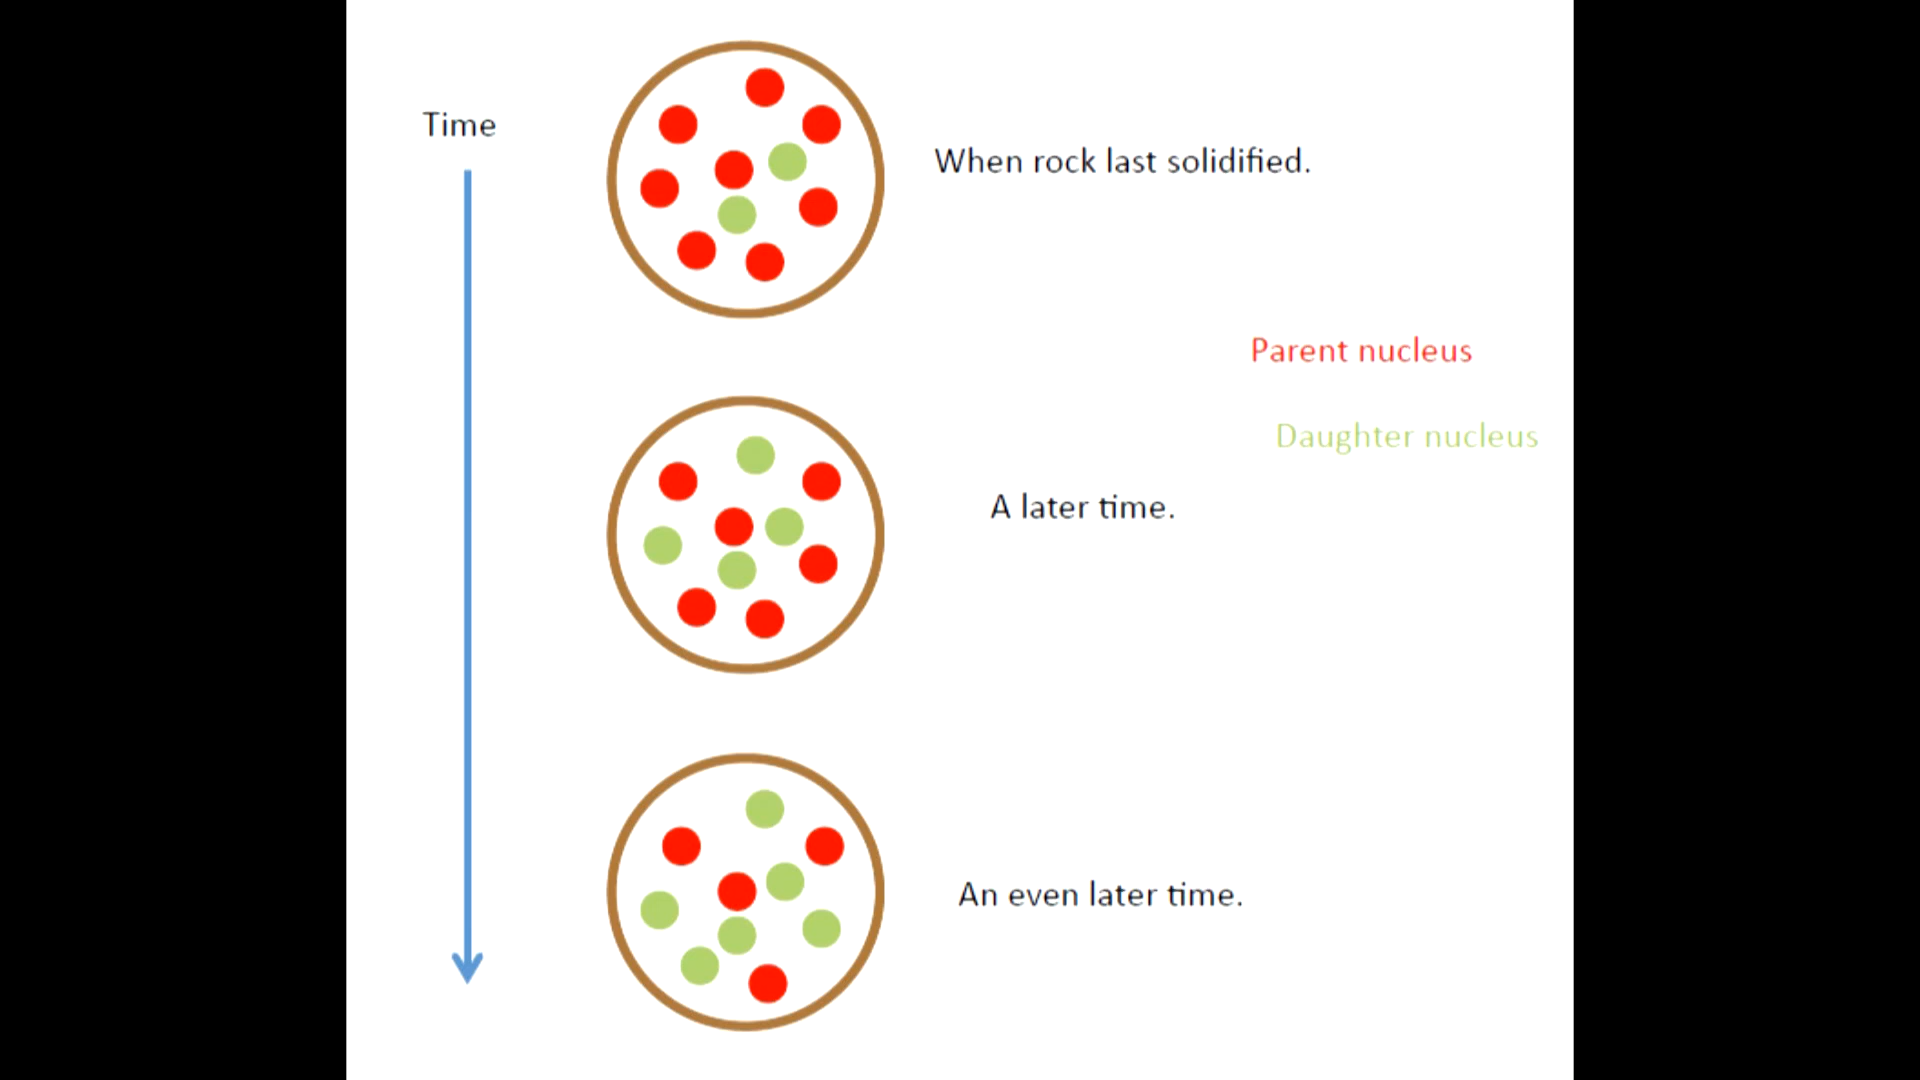 Time
When rock last solidified.
Parent nucleus
Daughter nucleus
A later time.
An even later time.